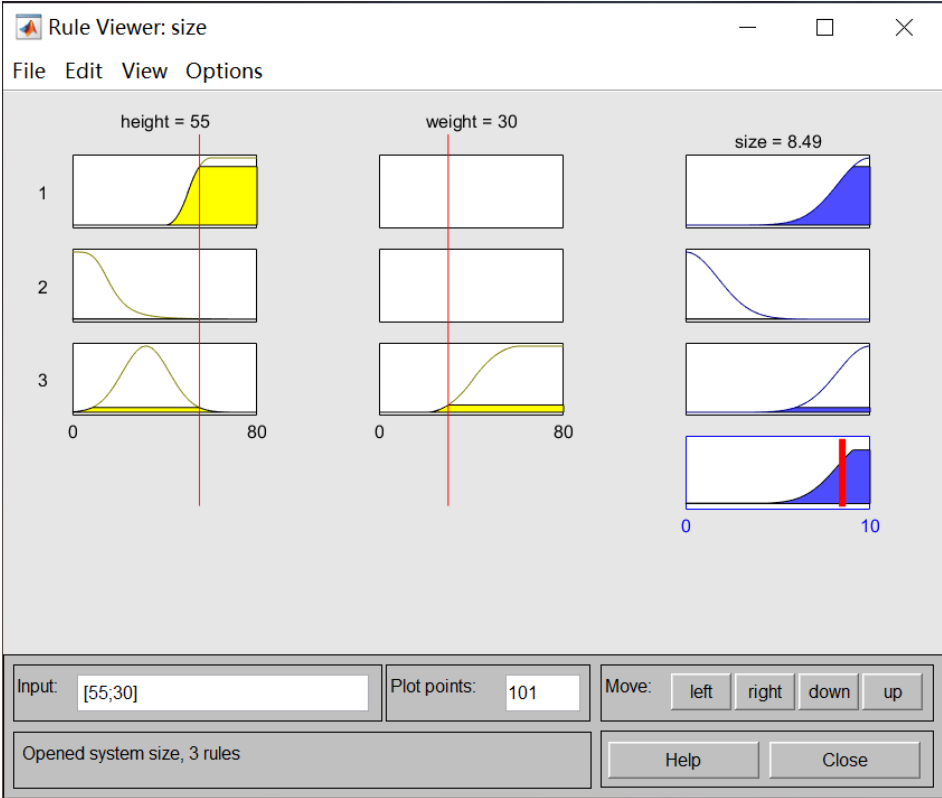 Rule Viewer: size
File Edit View Options
height = 55
weight = 30
size = 8.49
1
2
3
0 80
0 80
0 10
Input: [55;30]
Plot points: 101
Move: left right down up
Opened system size, 3 rules
Help Close